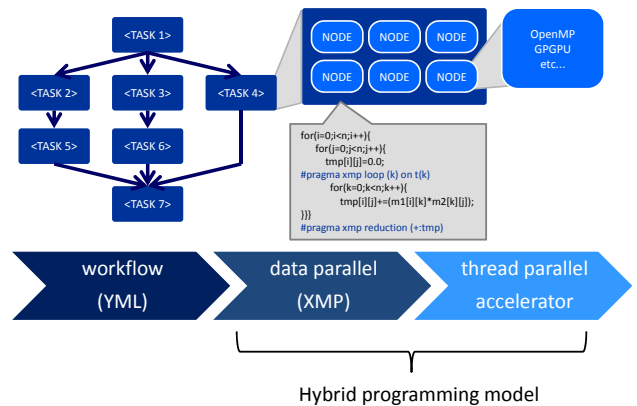 <TASK 1>
<TASK 2>
<TASK 3>
<TASK 4>
<TASK 5>
<TASK 6>
<TASK 7>
NODE
NODE
NODE
NODE
NODE
NODE
OpenMP
GPGPU
etc...
for(i=0;i<n;i++){
for(j=0;j<n;j++){
tmp[i][j]=0.0;
#pragma xmp loop (k) on t(k)
for(k=0;k<n;k++){
tmp[i][j]+=(m1[i][k]*m2[k][j]);
}}}
#pragma xmp reduction (+:tmp)
workflow
(YML)
data parallel
(XMP)
thread parallel
accelerator
Hybrid programming model